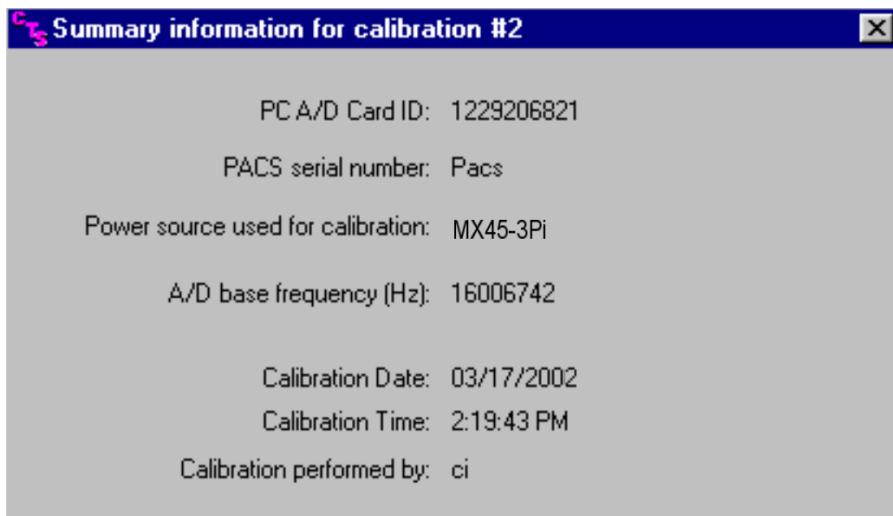 CTS Summary information for calibration #2
PC A/D Card ID: 1229206821
PACS serial number: Pacs
Power source used for calibration: MX45-3Pi
A/D base frequency (Hz): 16006742
Calibration Date: 03/17/2002
Calibration Time: 2:19:43 PM
Calibration performed by: ci